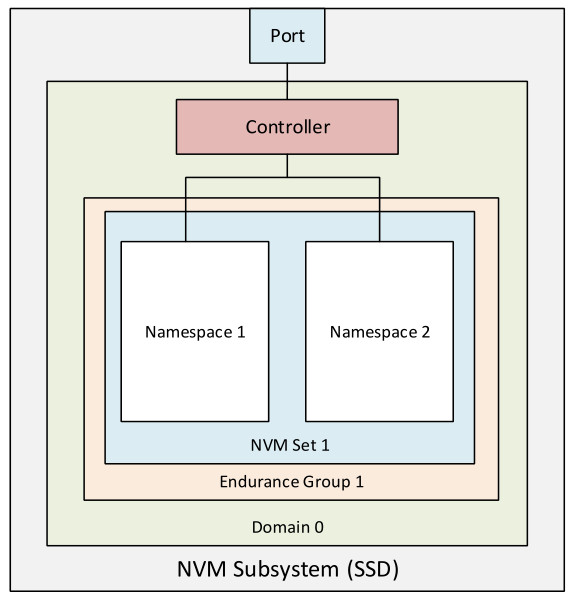 Port
Controller
Namespace 1
Namespace 2
NVM Set 1
Endurance Group 1
Domain 0
NVM Subsystem (SSD)